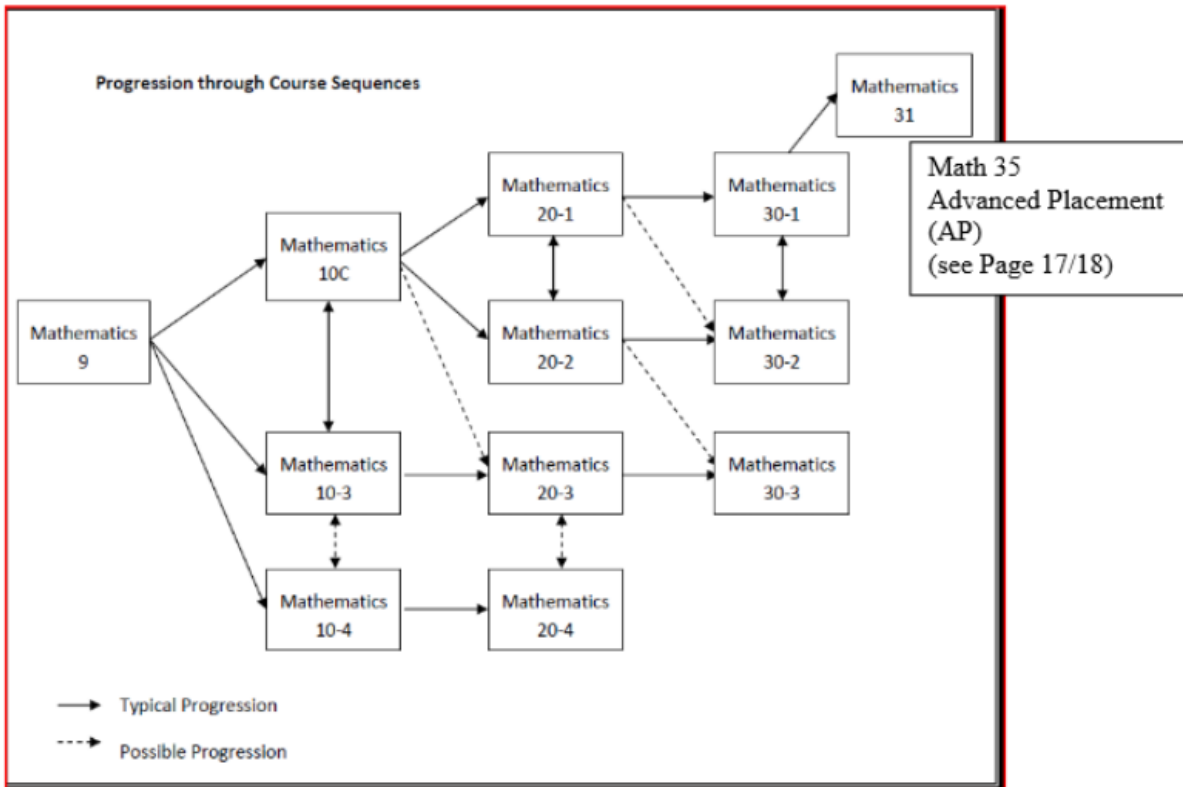 Progression through Course Sequences
Mathematics
31
Math 35
Advanced Placement
(AP)
(see Page 17/18)
Mathematics
20-1
Mathematics
30-1
Mathematics
10C
Mathematics
9
Mathematics
20-2
Mathematics
30-2
Mathematics
10-3
Mathematics
20-3
Mathematics
30-3
Mathematics
10-4
Mathematics
20-4
Typical Progression
Possible Progression